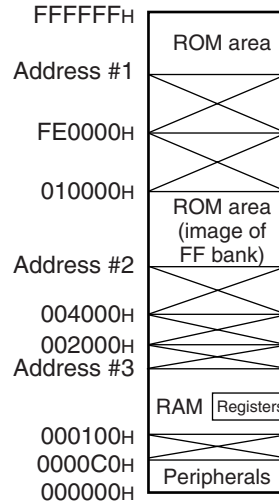 FFFFFFH
ROM area
Address #1
FE0000H
010000H
ROM area
(image of
FF bank)
Address #2
004000H
002000H
Address #3
RAM
Registers
000100H
0000C0H
Peripherals
000000H